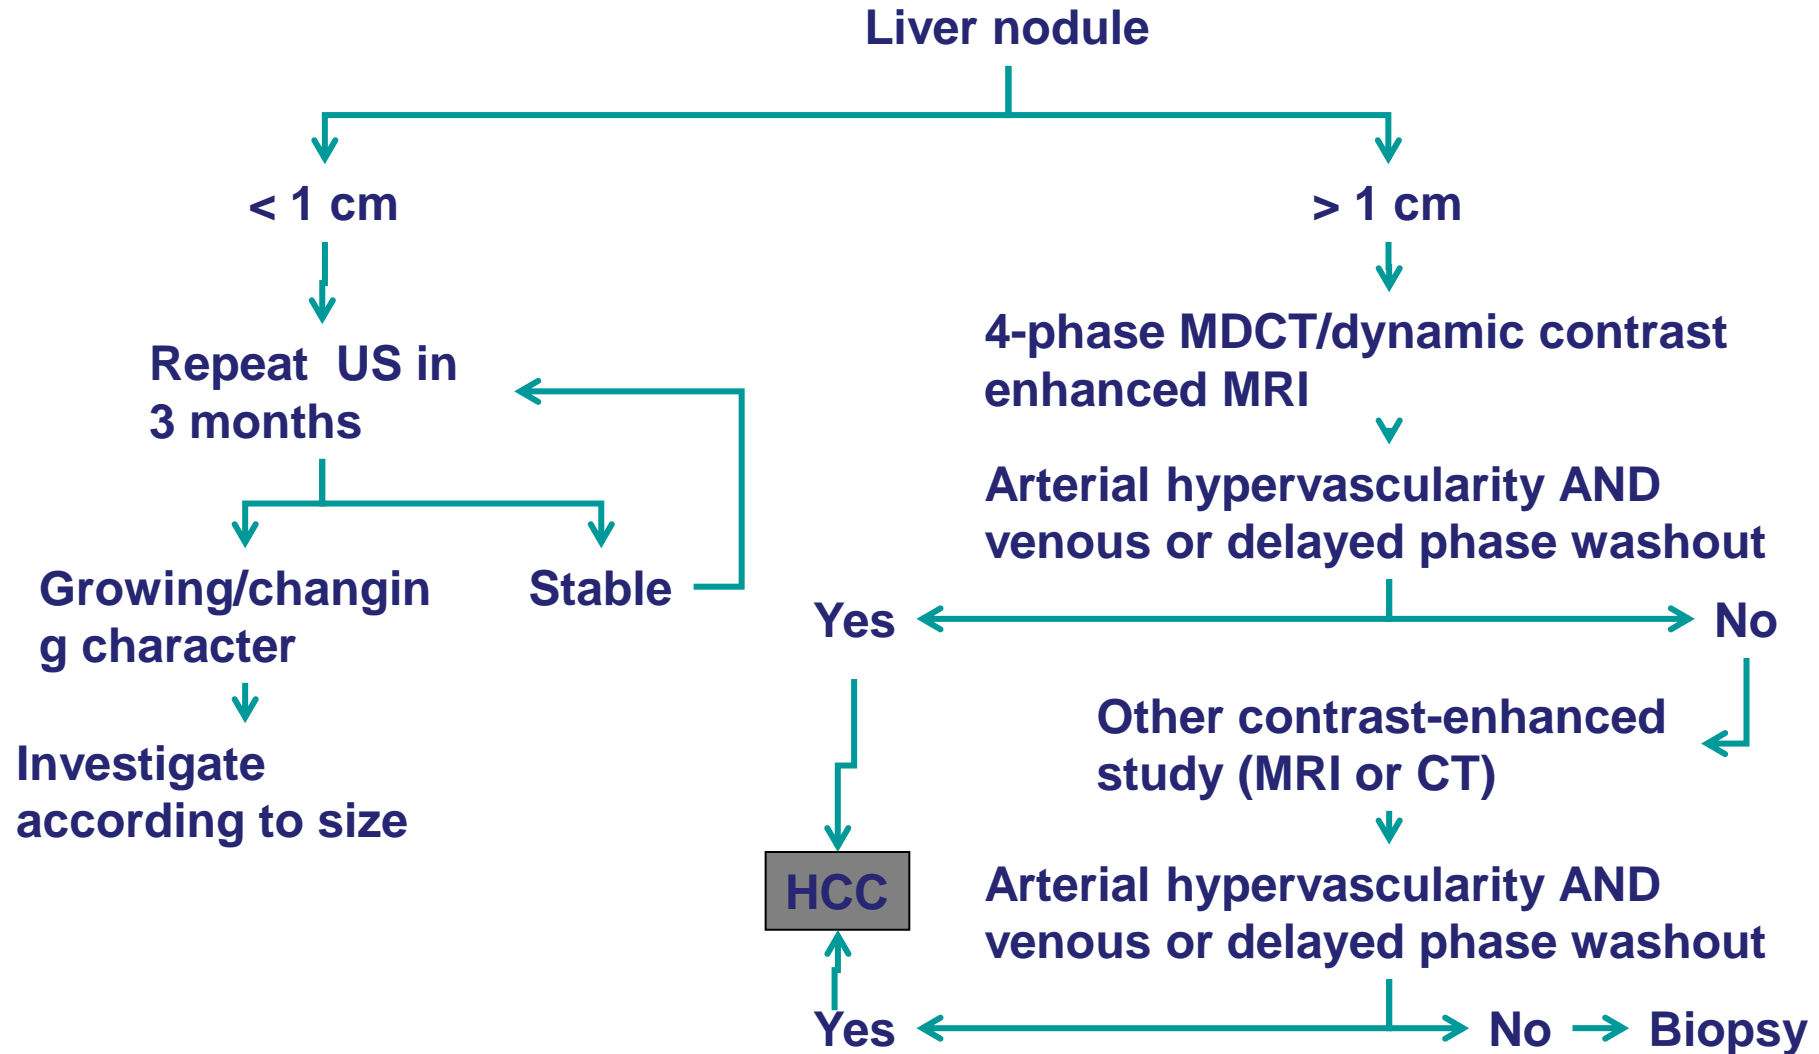 Liver nodule
< 1 cm
> 1 cm
Repeat  US in
3 months
4-phase MDCT/dynamic contrast
enhanced MRI
Arterial hypervascularity AND
venous or delayed phase washout
Growing/changin
g character
Stable
Yes
No
Investigate
according to size
Other contrast-enhanced
study (MRI or CT)
HCC
Arterial hypervascularity AND
venous or delayed phase washout
Yes
No
Biopsy